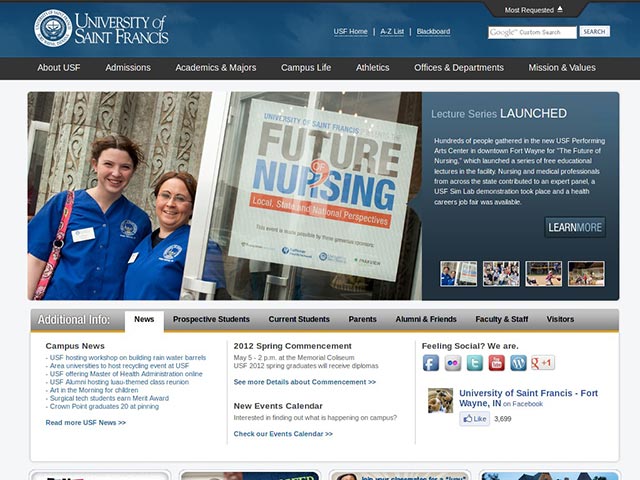 UNIVERSITY of
SAINT FRANCIS
Most Requested
USF Home | A-Z List | Blackboard
Google™ Custom Search
SEARCH
About USF
Admissions
Academics & Majors
Campus Life
Athletics
Offices & Departments
Mission & Values
UNIVERSITY OF SAINT FRANCIS
FUTURE
NURSING
Local, State and National Perspectives
This event is made possible by these generous sponsors:
Lecture Series LAUNCHED
Hundreds of people gathered in the new USF Performing
Arts Center in downtown Fort Wayne for "The Future of
Nursing," which launched a series of free educational
lectures in the facility. Nursing and medical professionals
from across the state contributed to an expert panel, a
USF Sim Lab demonstration took place and a health
careers job fair was available.
LEARNMORE
Additional Info:
News
Prospective Students
Current Students
Parents
Alumni & Friends
Faculty & Staff
Visitors
Campus News
- USF hosting workshop on building rain water barrels
- Area universities to host recycling event at USF
- USF offering Master of Health Administration online
- USF Alumni hosting luau-themed class reunion
- Art in the Morning for children
- Surgical tech students earn Merit Award
- Crown Point graduates 20 at pinning
Read more USF News >>
2012 Spring Commencement
May 5 - 2 p.m. at the Memorial Coliseum
USF 2012 spring graduates will receive diplomas
See more Details about Commencement >>
New Events Calendar
Interested in finding out what is happening on campus?
Check our Events Calendar >>
Feeling Social? We are.
University of Saint Francis - Fort
Wayne, IN on Facebook
Like 3,699